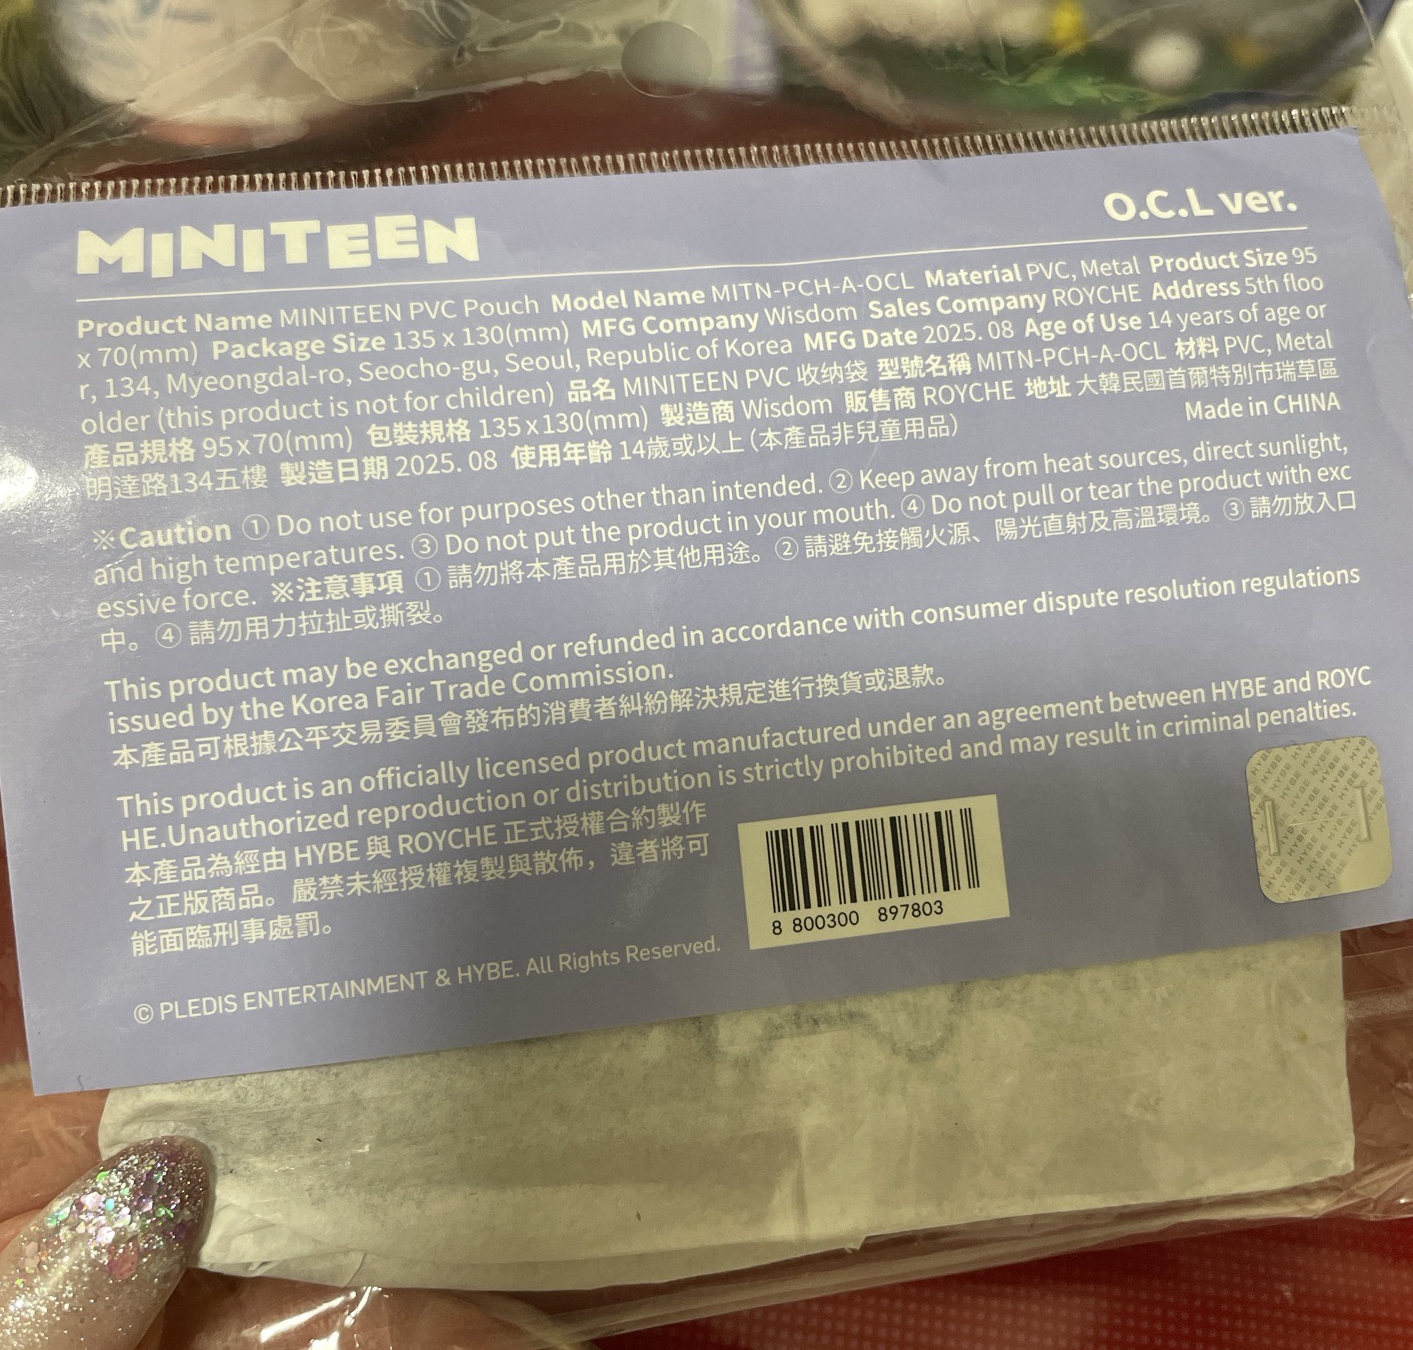 MINITEEN
O.C.L ver.
Product Name MINITEEN PVC Pouch Model Name MITN-PCH-A-OCL Material PVC, Metal Product Size 95
x 70(mm) Package Size 135 x 130(mm) MFG Company Wisdom Sales Company ROYCHE Address 5th floo
r, 134, Myeongdal-ro, Seocho-gu, Seoul, Republic of Korea MFG Date 2025. 08 Age of Use 14 years of age or
older (this product is not for children) 品名 MINITEEN PVC 收纳袋 型號名稱 MITN-PCH-A-OCL 材料 PVC, Metal
產品規格 95x70(mm) 包裝規格 135x130(mm) 製造商 Wisdom 販售商 ROYCHE 地址 大韓民國首爾特別市瑞草區
明達路134五樓 製造日期 2025. 08 使用年齡 14歲或以上 (本產品非兒童用品)
Made in CHINA
※Caution ① Do not use for purposes other than intended. ② Keep away from heat sources, direct sunlight,
and high temperatures. ③ Do not put the product in your mouth. ④ Do not pull or tear the product with exc
essive force. ※注意事項 ① 請勿將本產品用於其他用途。 ② 請避免接觸火源、陽光直射及高溫環境。 ③ 請勿放入口
中。 ④ 請勿用力拉扯或撕裂。
This product may be exchanged or refunded in accordance with consumer dispute resolution regulations
issued by the Korea Fair Trade Commission.
本產品可根據公平交易委員會發布的消費者糾紛解決規定進行換貨或退款。
This product is an officially licensed product manufactured under an agreement between HYBE and ROYC
HE.Unauthorized reproduction or distribution is strictly prohibited and may result in criminal penalties.
本產品為經由 HYBE 與 ROYCHE 正式授權合約製作
之正版商品。嚴禁未經授權複製與散佈，違者將可
能面臨刑事處罰。
8 800300 897803
© PLEDIS ENTERTAINMENT & HYBE. All Rights Reserved.